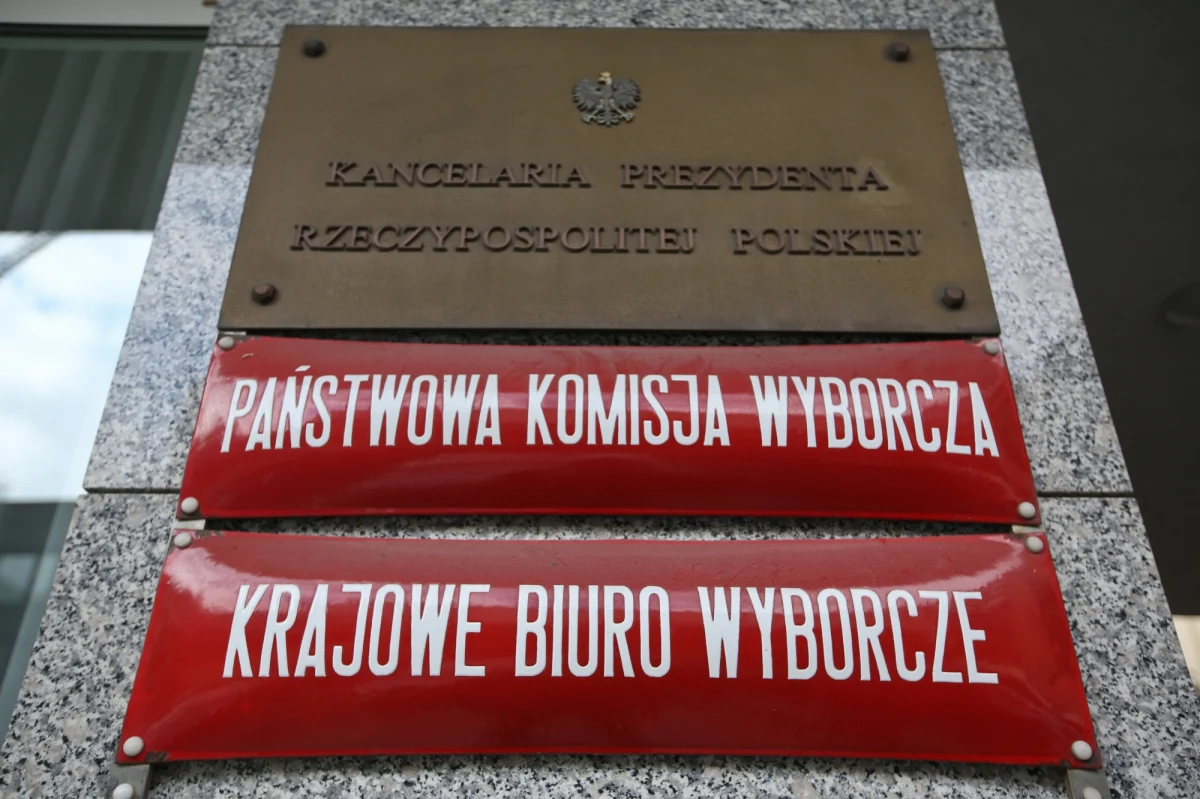 KANCELARIA PREZYDENTA
RZECZYPOSPOLITEJ POLSKIEJ
PAŃSTWOWA KOMISJA WYBORCZA
KRAJOWE BIURO WYBORCZE